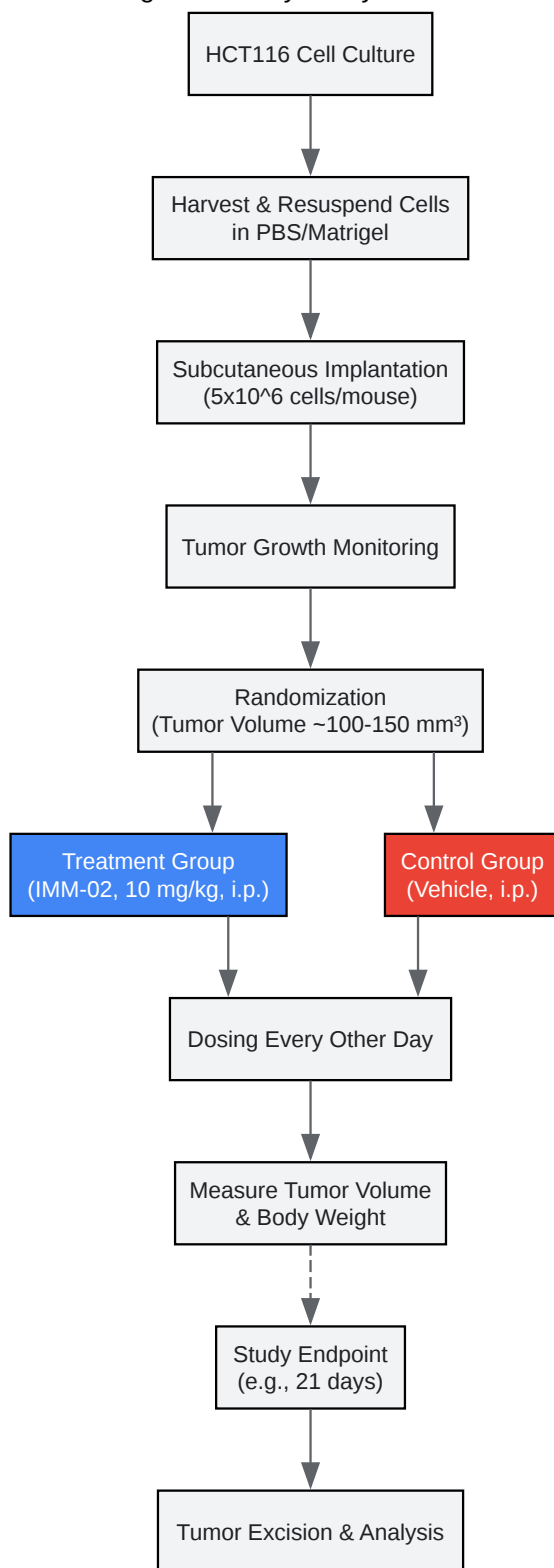 HCT116 Cell Culture
Harvest & Resuspend Cells
in PBS/Matrigel
Subcutaneous Implantation
(5x10^6 cells/mouse)
Tumor Growth Monitoring
Randomization
(Tumor Volume ~100-150 mm³)
Treatment Group
(IMM-02, 10 mg/kg, i.p.)
Control Group
(Vehicle, i.p.)
Dosing Every Other Day
Measure Tumor Volume
& Body Weight
Study Endpoint
(e.g., 21 days)
Tumor Excision & Analysis